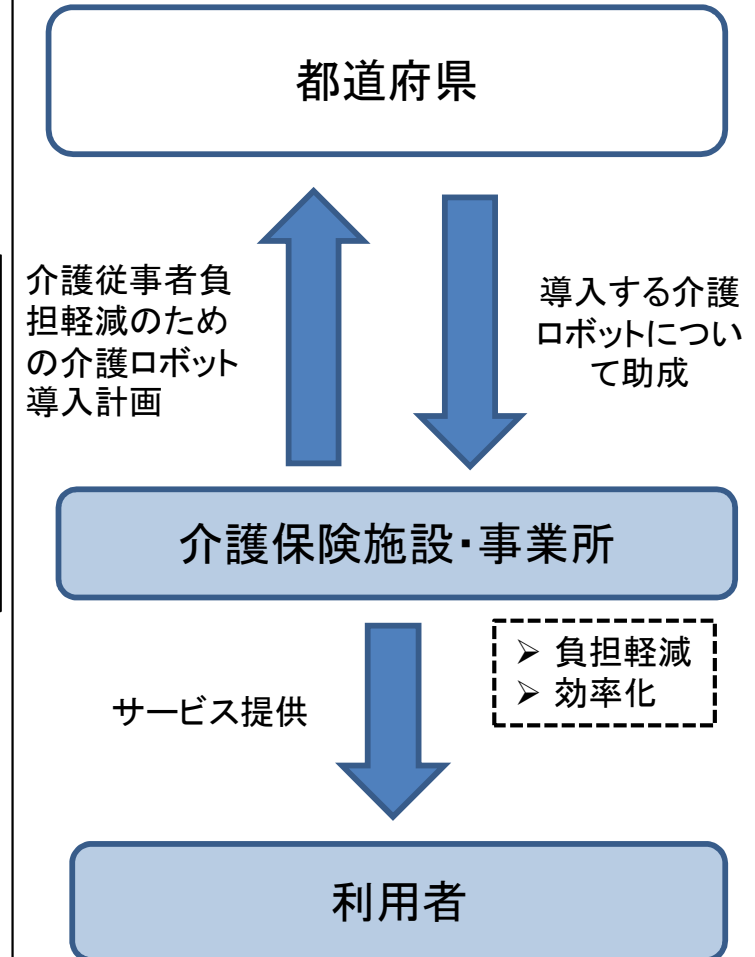 都道府県
介護従事者負
担軽減のため
の介護ロボット
導入計画
導入する介護
ロボットについ
て助成
介護保険施設・事業所
➢ 負担軽減
➢ 効率化
サービス提供
利用者